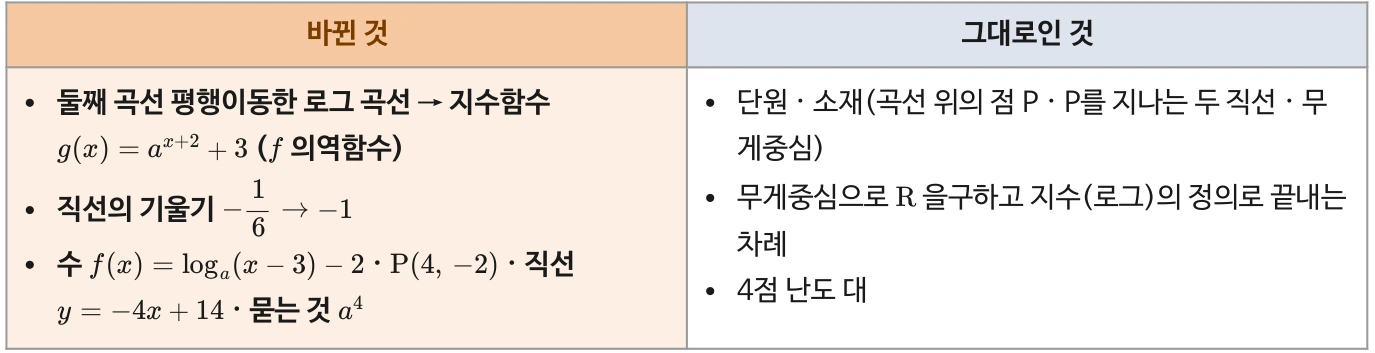 바뀐 것
• 둘째 곡선 평행이동한 로그 곡선 → 지수함수
g(x) = a^{x+2} + 3 (f 의역함수)
• 직선의 기울기 -\frac{1}{6} → -1
• 수 f(x) = log_a(x - 3) - 2 · P(4, -2) · 직선
y = -4x + 14 · 묻는 것 a^4
그대로인 것
• 단원 · 소재(곡선 위의 점 P · P를 지나는 두 직선 · 무
게중심)
• 무게중심으로 R 을구하고 지수(로그)의 정의로 끝내는
차례
• 4점 난도 대